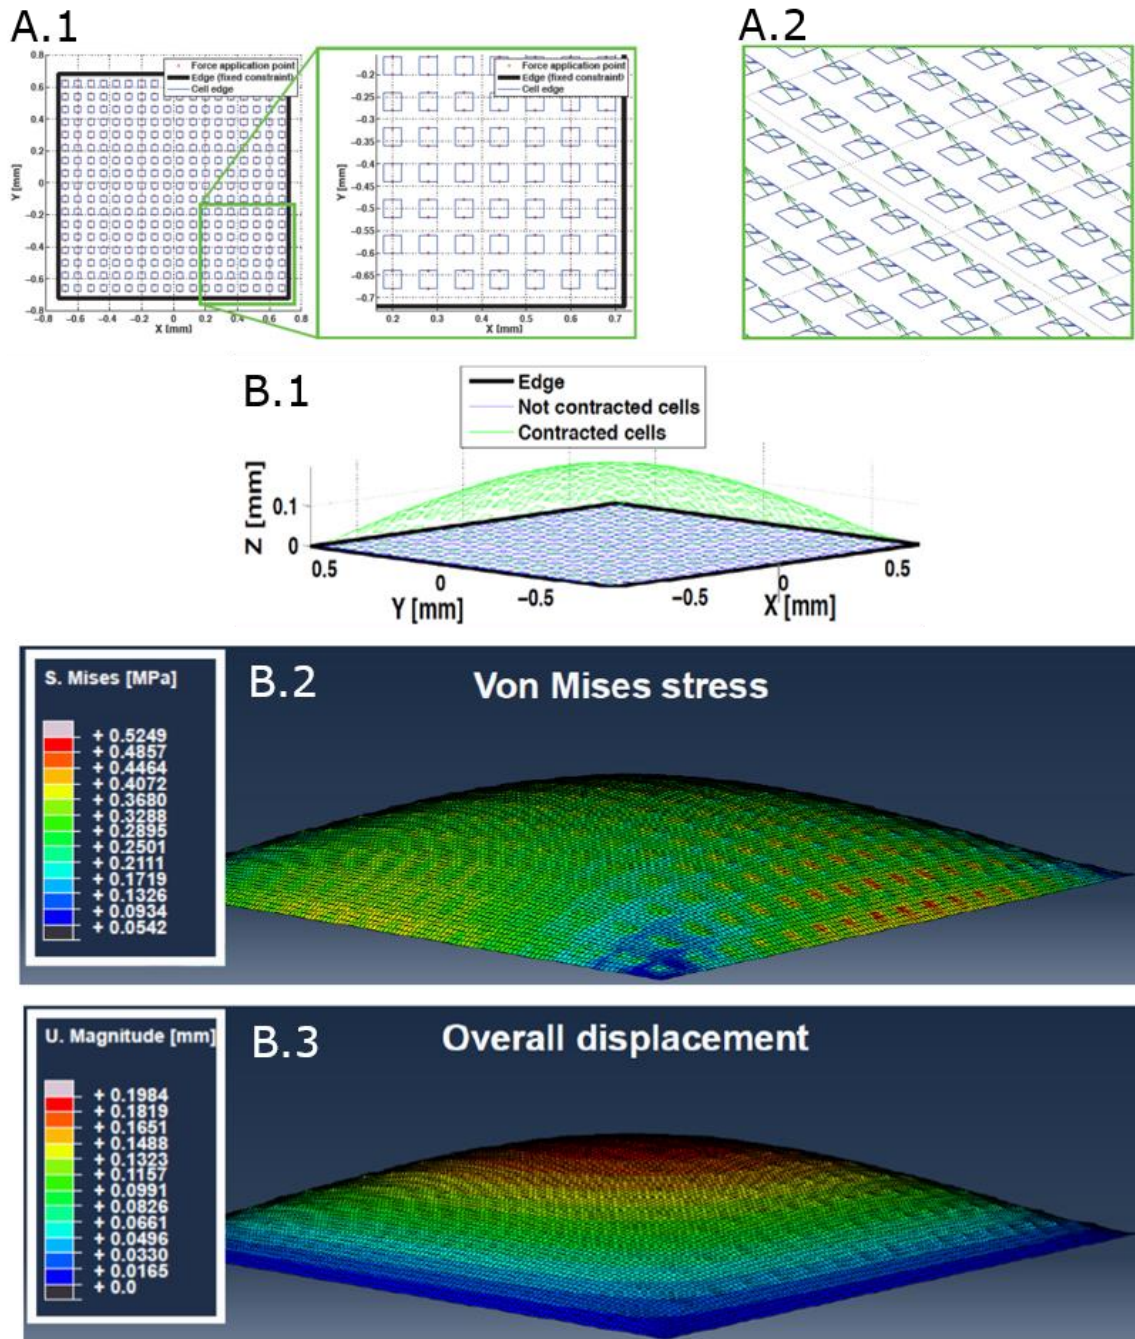 A.1
A.2
Force application point
Edge (fixed constraint)
Cell edge
0.8
0.6
0.4
0.2
0
-0.2
-0.4
-0.6
-0.8
Y [mm]
-0.8 -0.6 -0.4 -0.2 0 0.2 0.4 0.6 0.8
X [mm]
Force application point
Edge (fixed constraint)
Cell edge
-0.2
-0.25
-0.3
-0.35
-0.4
-0.45
-0.5
-0.55
-0.6
-0.65
-0.7
Y [mm]
0.2 0.3 0.4 0.5 0.6 0.7
X [mm]
B.1
Edge
Not contracted cells
Contracted cells
Z [mm]
0.1
0
0.5 0 -0.5
Y [mm]
-0.5 0 0.5
X [mm]
S. Mises [MPa]
+ 0.5249
+ 0.4857
+ 0.4464
+ 0.4072
+ 0.3680
+ 0.3288
+ 0.2895
+ 0.2501
+ 0.2111
+ 0.1719
+ 0.1326
+ 0.0934
+ 0.0542
B.2
Von Mises stress
U. Magnitude [mm]
+ 0.1984
+ 0.1819
+ 0.1651
+ 0.1488
+ 0.1323
+ 0.1157
+ 0.0991
+ 0.0826
+ 0.0661
+ 0.0496
+ 0.0330
+ 0.0165
+ 0.0
B.3
Overall displacement